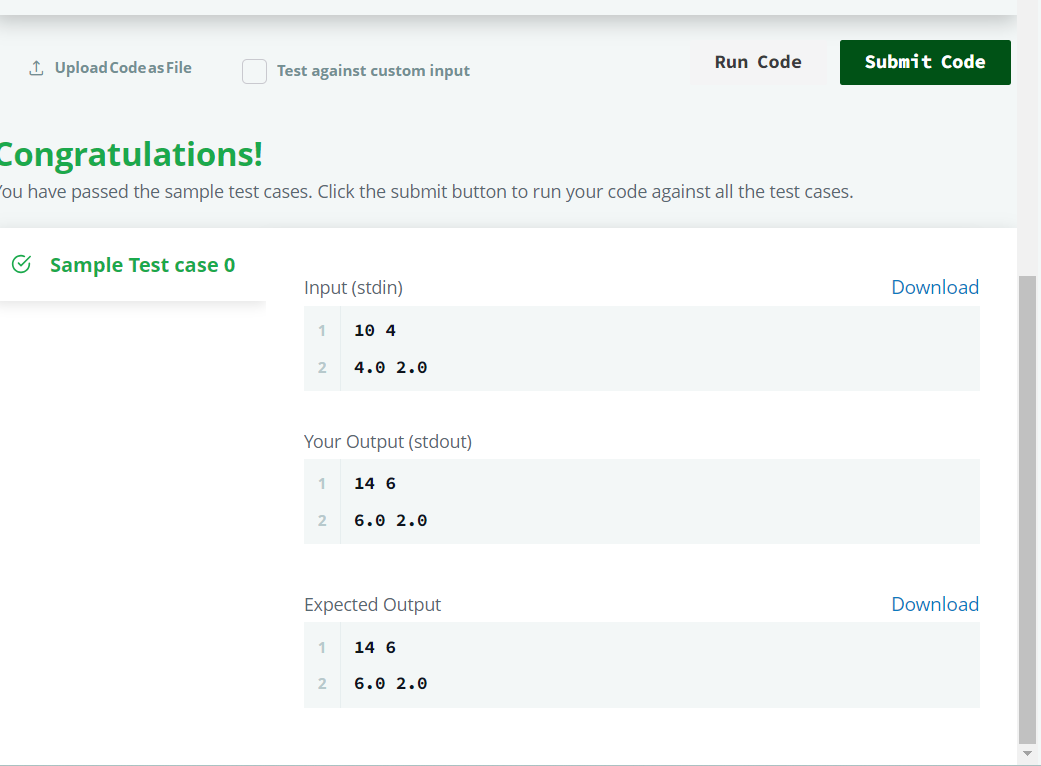 Upload Code as File
Test against custom input
Run Code
Submit Code
Congratulations!
You have passed the sample test cases. Click the submit button to run your code against all the test cases.
Sample Test case 0
Input (stdin)
Download
1 10 4
2 4.0 2.0
Your Output (stdout)
1 14 6
2 6.0 2.0
Expected Output
Download
1 14 6
2 6.0 2.0